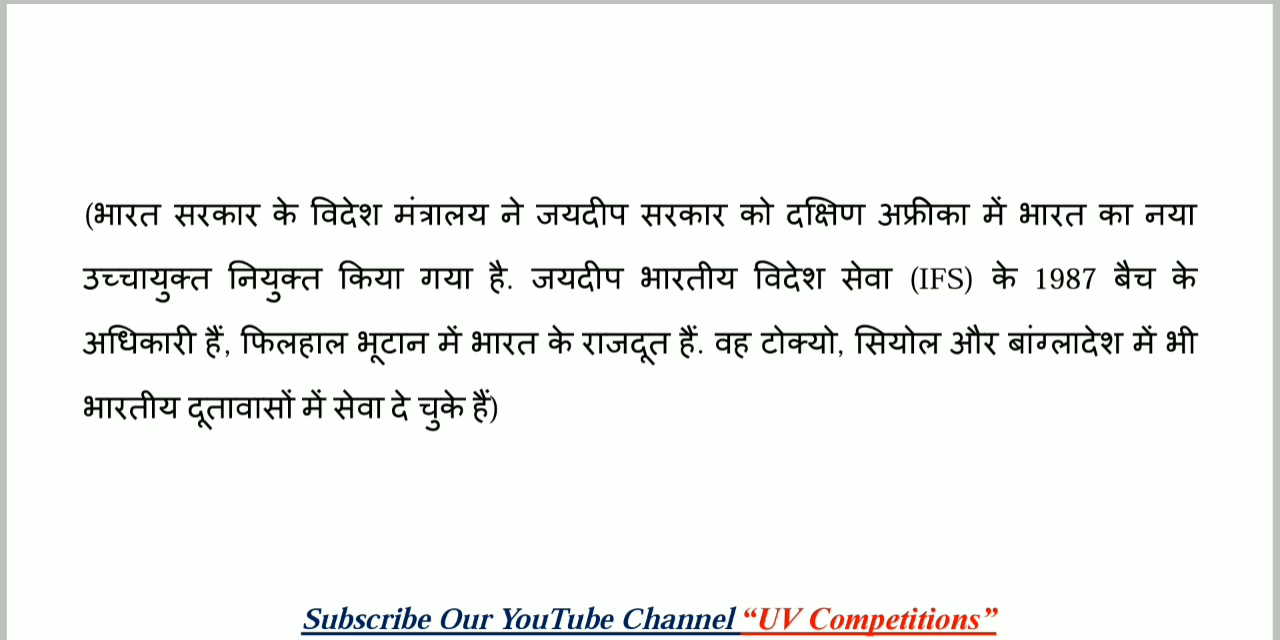 (भारत सरकार के विदेश मंत्रालय ने जयदीप सरकार को दक्षिण अफ्रीका में भारत का नया
उच्चायुक्त नियुक्त किया गया है. जयदीप भारतीय विदेश सेवा (IFS) के 1987 बैच के
अधिकारी हैं, फिलहाल भूटान में भारत के राजदूत हैं. वह टोक्यो, सियोल और बांग्लादेश में भी
भारतीय दूतावासों में सेवा दे चुके हैं)
Subscribe Our YouTube Channel “UV Competitions”